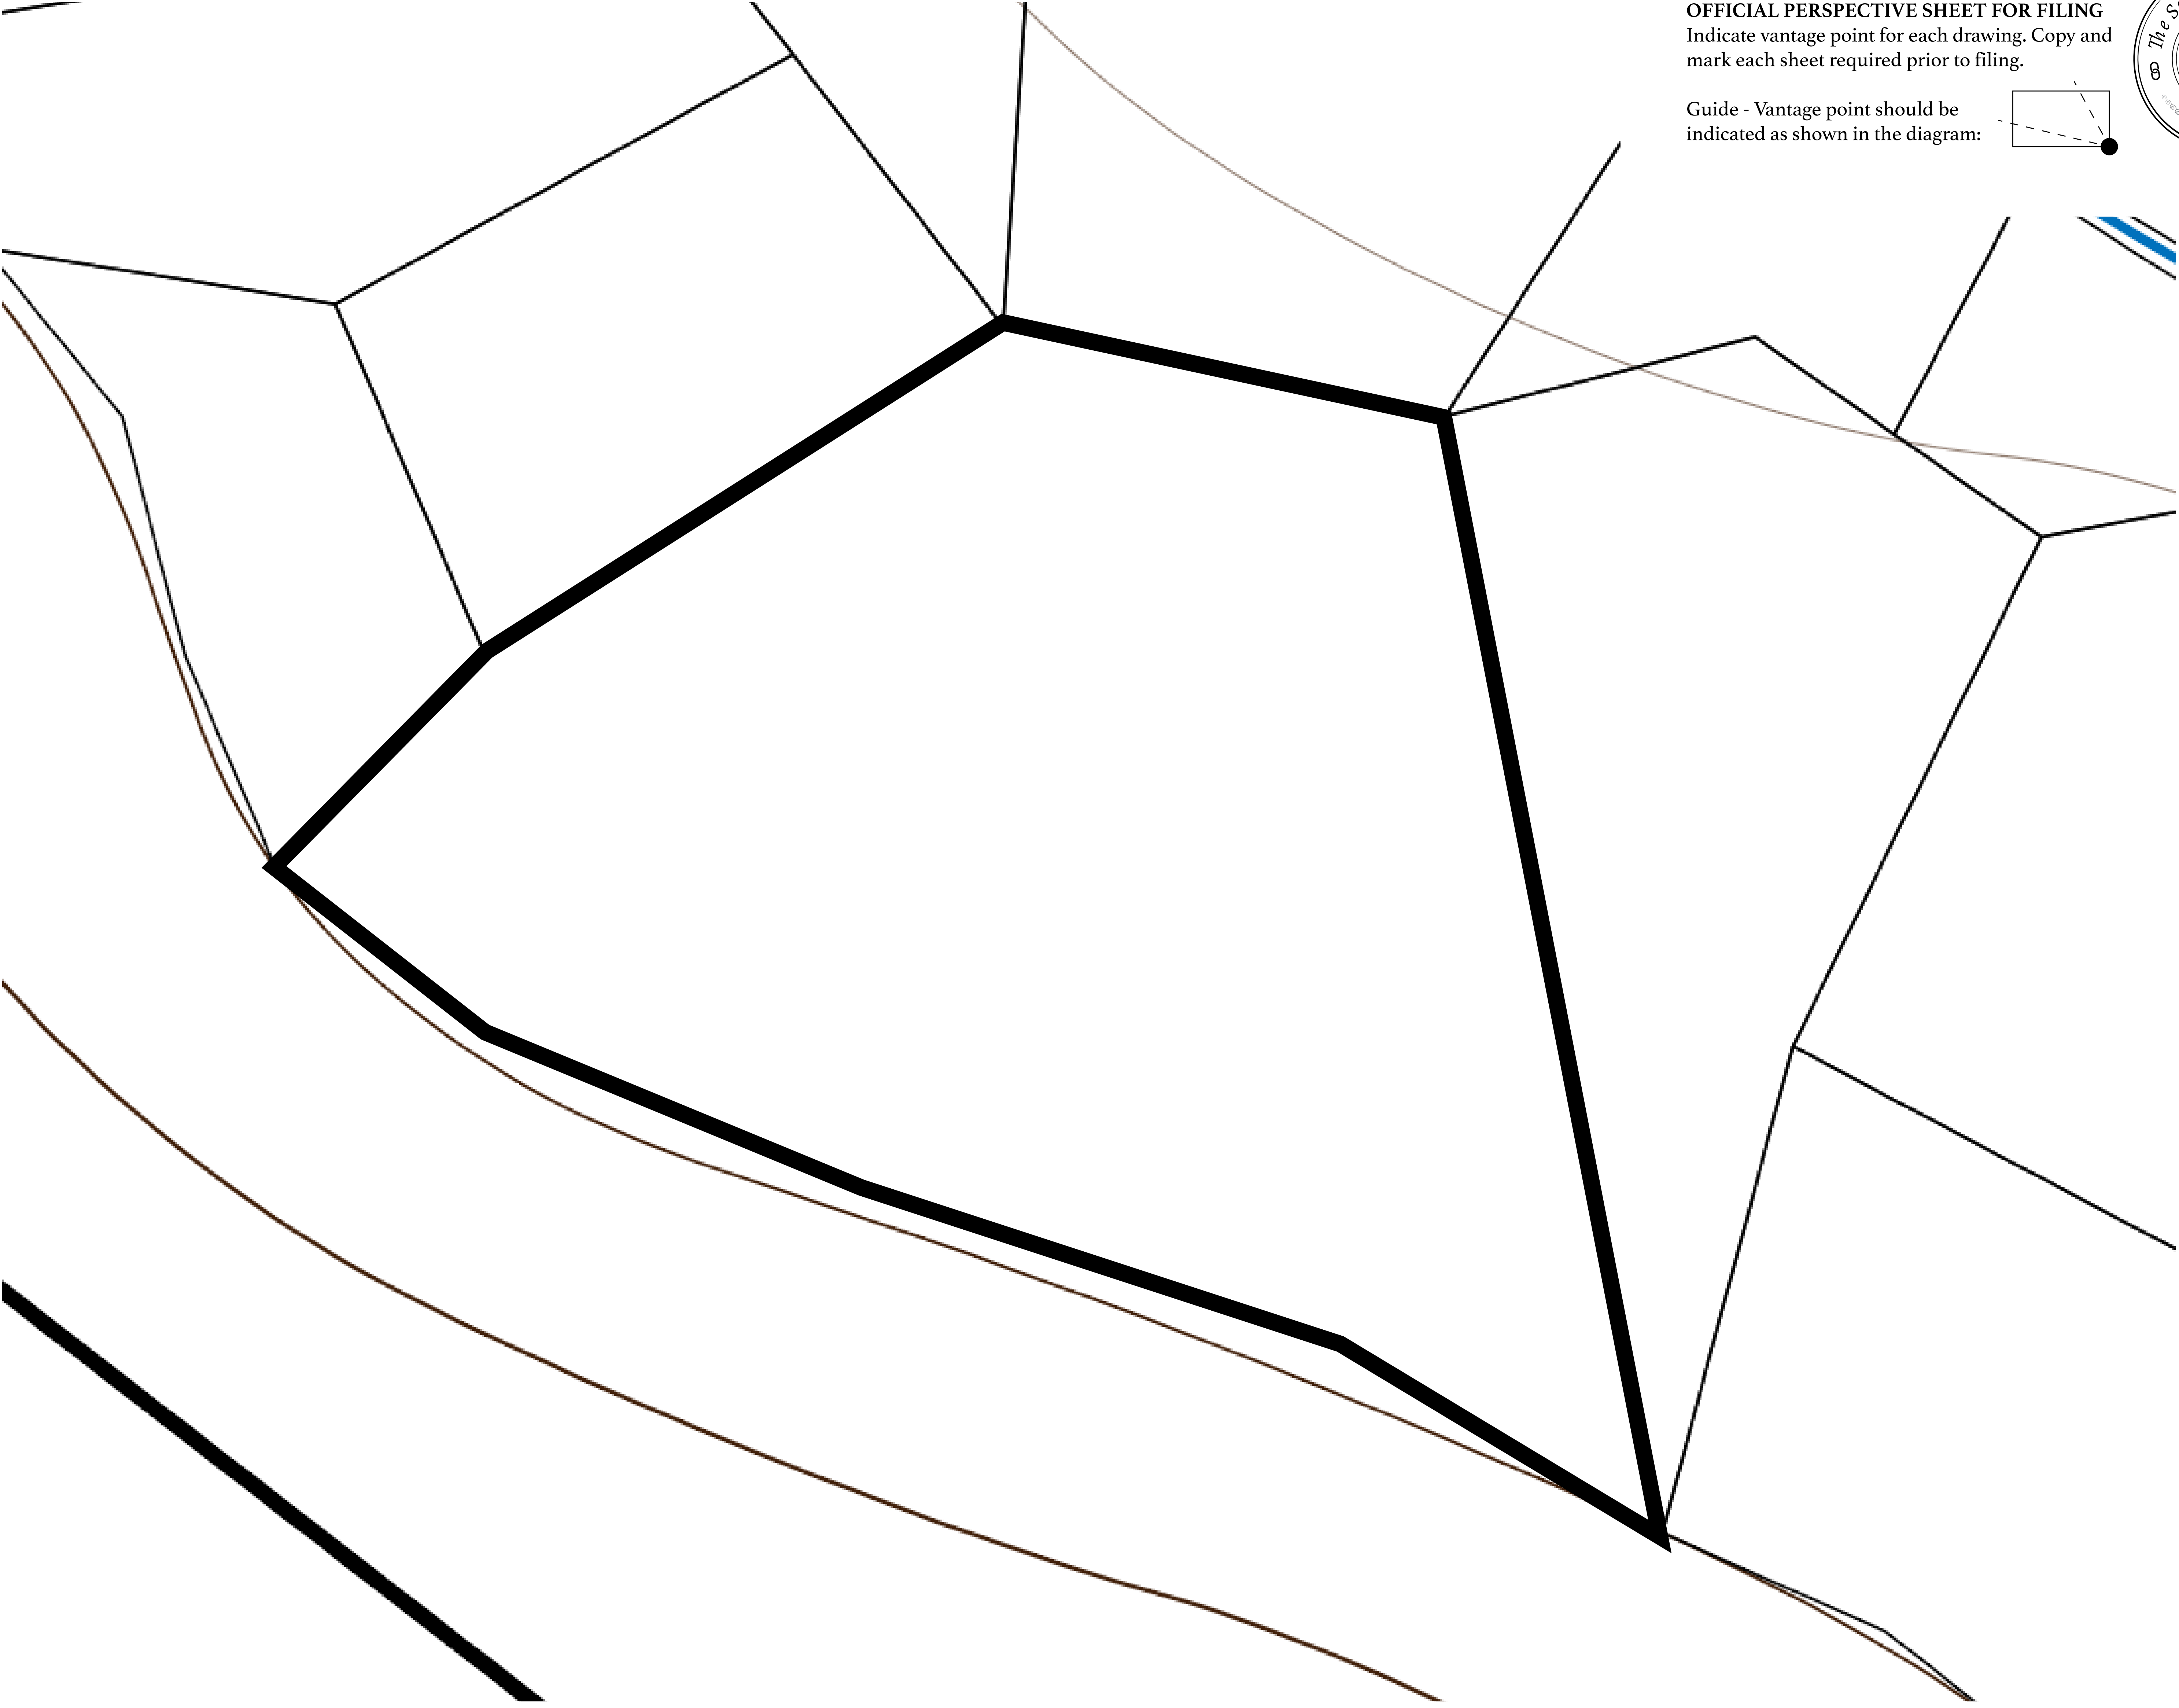 OFFICIAL PERSPECTIVE SHEET FOR FILING
Indicate vantage point for each drawing. Copy and
mark each sheet required prior to filing.
Guide - Vantage point should be
indicated as shown in the diagram:
The